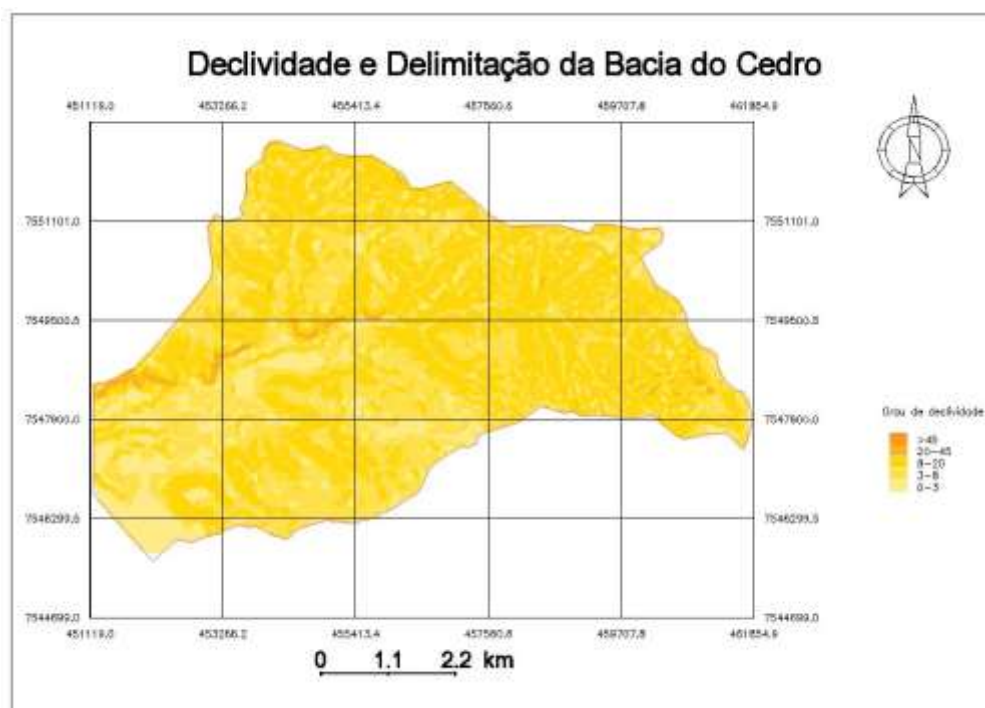 Declividade e Delimitação da Bacia do Cedro
451119.0 453266.2 455413.4 457560.6 459707.8 461854.9
7551101.0 7551101.0
7549500.5 7549500.5
7547900.0 7547900.0
Grau de declividade
>45
20-45
8-20
3-8
0-3
7546299.5 7546299.5
7544699.0 7544699.0
451119.0 453266.2 455413.4 457560.6 459707.8 461854.9
0 1.1 2.2 km